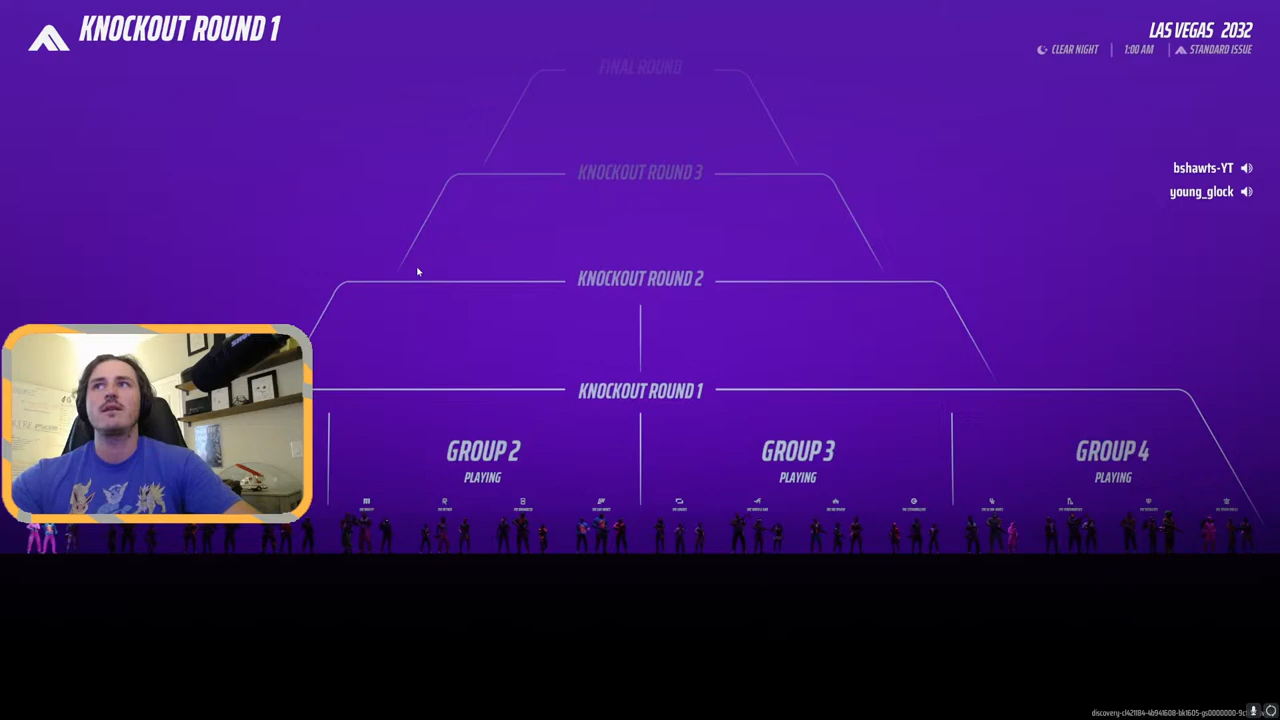 KNOCKOUT ROUND 1
LAS VEGAS 2032
CLEAR NIGHT | 1:00 AM | STANDARD ISSUE
FINAL ROUND
bshawts-YT
young_glock
KNOCKOUT ROUND 3
KNOCKOUT ROUND 2
KNOCKOUT ROUND 1
GROUP 2
PLAYING
GROUP 3
PLAYING
GROUP 4
PLAYING